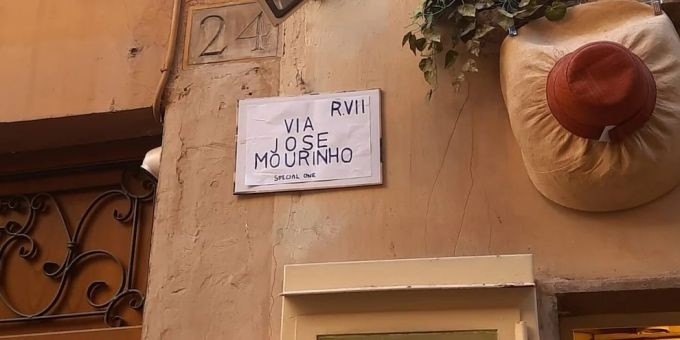 24
R.VII
VIA
JOSE
MOURINHO
SPECIAL ONE